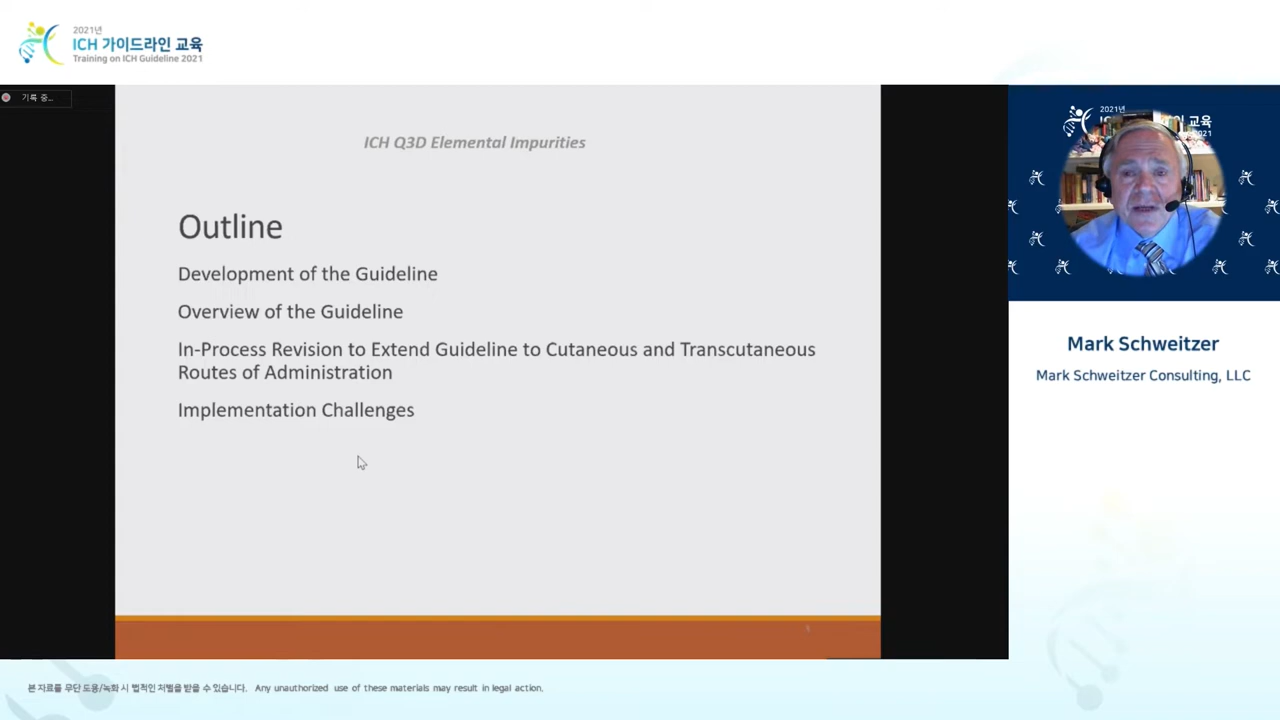 2021년
ICH 가이드라인 교육
Training on ICH Guideline 2021
기록 중...
ICH Q3D Elemental Impurities
Outline
Development of the Guideline
Overview of the Guideline
In-Process Revision to Extend Guideline to Cutaneous and Transcutaneous
Routes of Administration
Implementation Challenges
2021년
교육
2021
Mark Schweitzer
Mark Schweitzer Consulting, LLC
본 자료를 무단 도용/녹화 시 법적인 처벌을 받을 수 있습니다. Any unauthorized use of these materials may result in legal action.